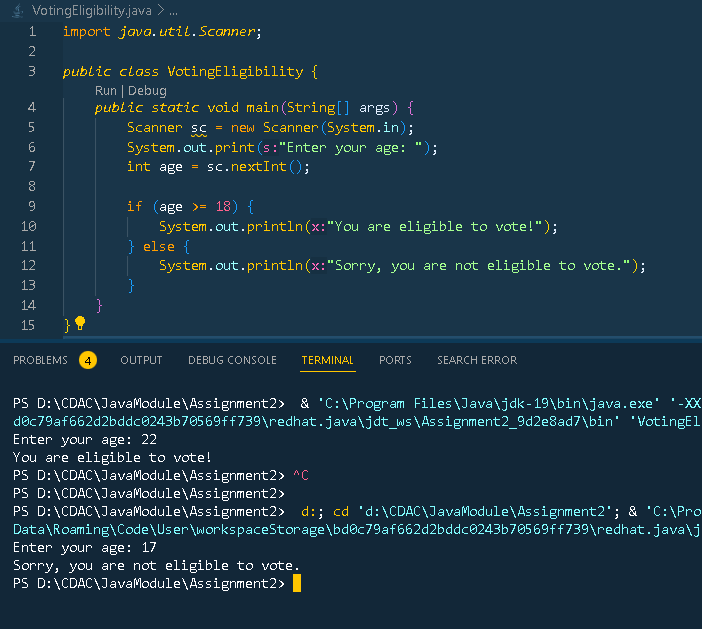 VotingEligibility.java > ...
1 import java.util.Scanner;
2
3 public class VotingEligibility {
Run | Debug
4 public static void main(String[] args) {
5 Scanner sc = new Scanner(System.in);
6 System.out.print(s:"Enter your age: ");
7 int age = sc.nextInt();
8
9 if (age >= 18) {
10 System.out.println(x:"You are eligible to vote!");
11 } else {
12 System.out.println(x:"Sorry, you are not eligible to vote.");
13 }
14 }
15 }
PROBLEMS 4 OUTPUT DEBUG CONSOLE TERMINAL PORTS SEARCH ERROR
PS D:\CDAC\JavaModule\Assignment2> & 'C:\Program Files\Java\jdk-19\bin\java.exe' '-XX
d0c79af662d2bddc0243b70569ff739\redhat.java\jdt_ws\Assignment2_9d2e8ad7\bin' 'VotingEl
Enter your age: 22
You are eligible to vote!
PS D:\CDAC\JavaModule\Assignment2> ^C
PS D:\CDAC\JavaModule\Assignment2>
PS D:\CDAC\JavaModule\Assignment2> d:; cd 'd:\CDAC\JavaModule\Assignment2'; & 'C:\Pro
Data\Roaming\Code\User\workspaceStorage\bd0c79af662d2bddc0243b70569ff739\redhat.java\j
Enter your age: 17
Sorry, you are not eligible to vote.
PS D:\CDAC\JavaModule\Assignment2>